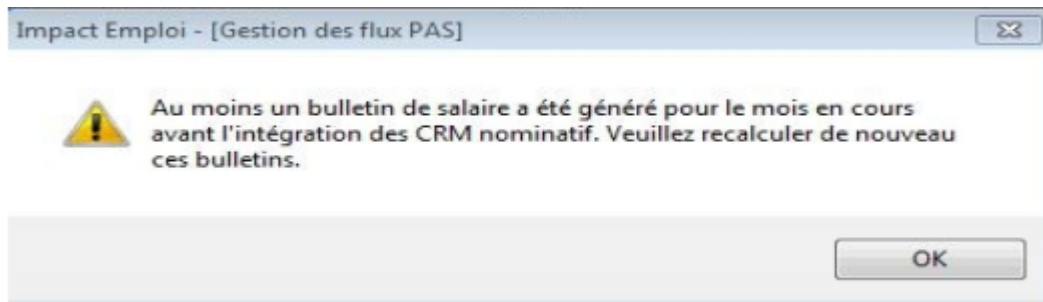 Impact Emploi - [Gestion des flux PAS]
Au moins un bulletin de salaire a été généré pour le mois en cours
avant l'intégration des CRM nominatif. Veuillez recalculer de nouveau
ces bulletins.
OK